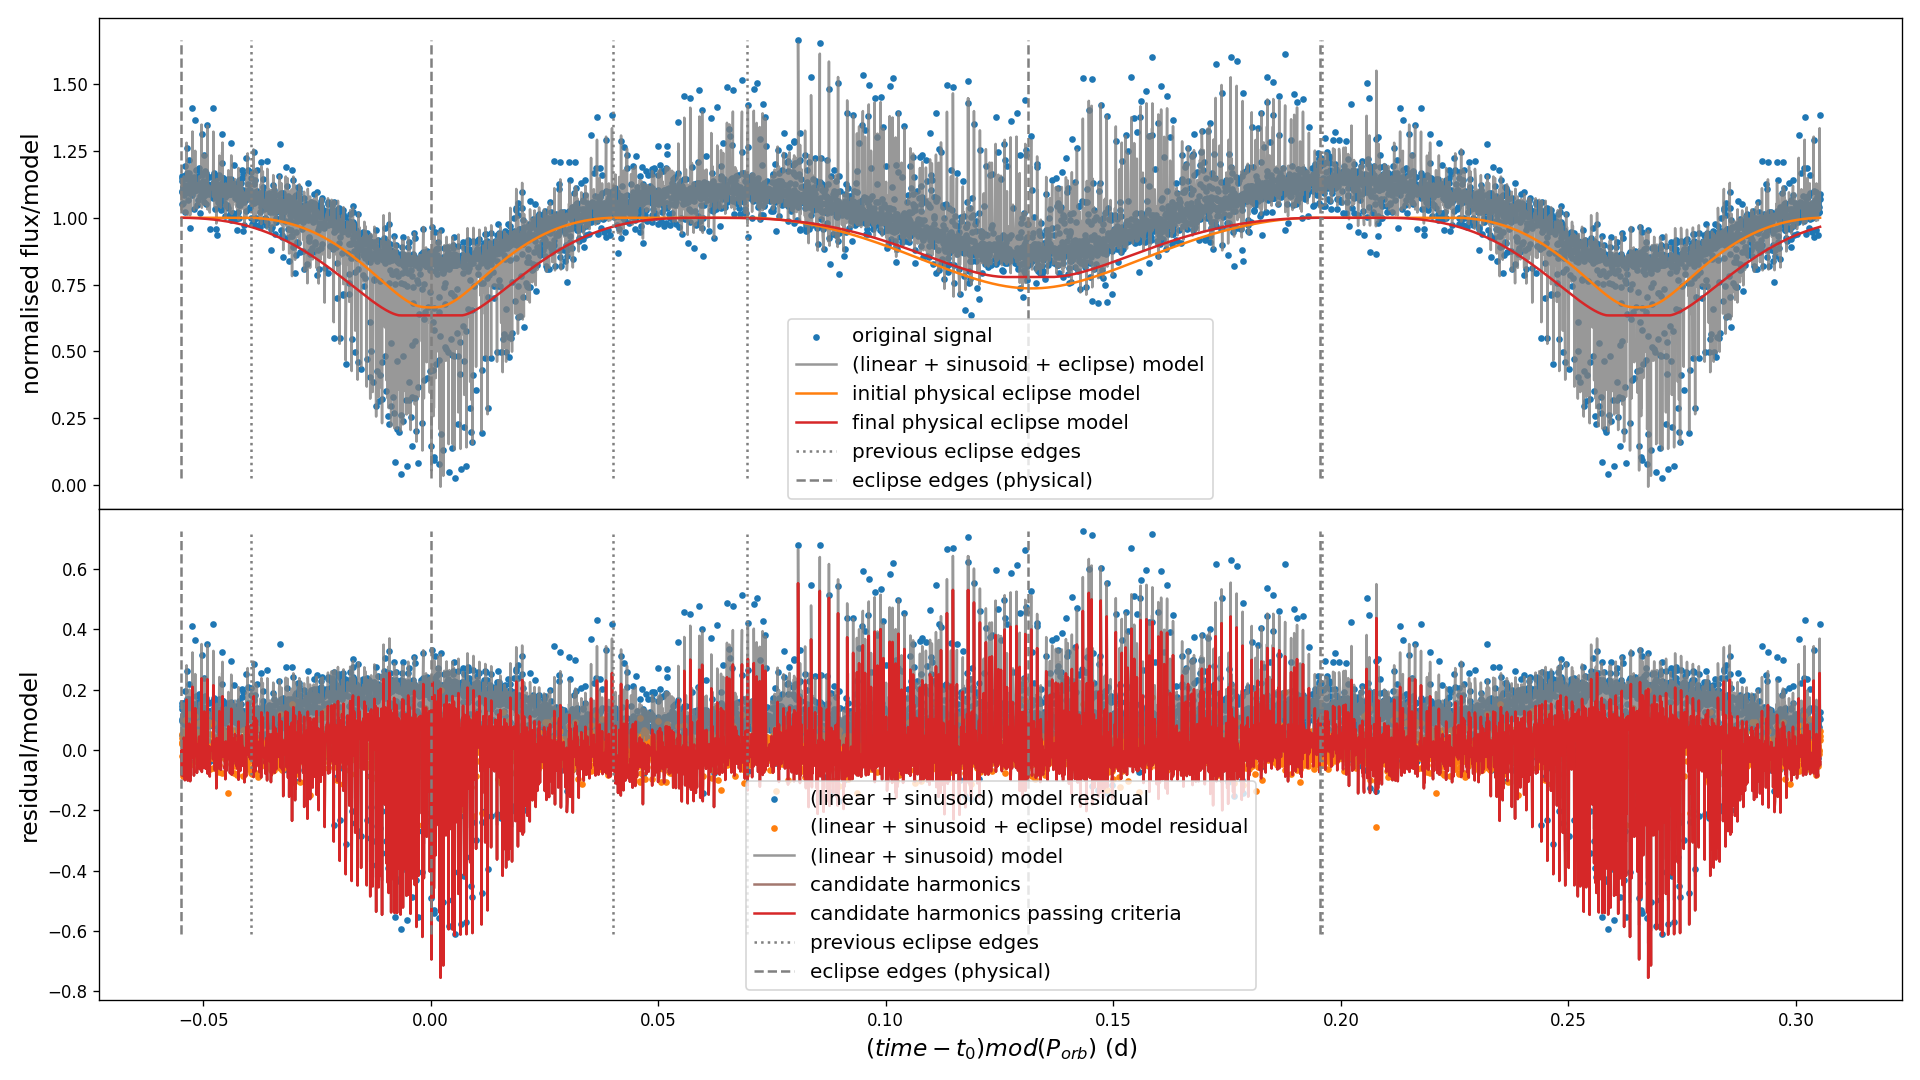 normalised flux/model
1.50
1.25
1.00
0.75
0.50
0.25
0.00
original signal
(linear + sinusoid + eclipse) model
initial physical eclipse model
final physical eclipse model
previous eclipse edges
eclipse edges (physical)
residual/model
0.6
0.4
0.2
0.0
−0.2
−0.4
−0.6
−0.8
(linear + sinusoid) model residual
(linear + sinusoid + eclipse) model residual
(linear + sinusoid) model
candidate harmonics
candidate harmonics passing criteria
previous eclipse edges
eclipse edges (physical)
−0.05 0.00 0.05 0.10 0.15 0.20 0.25 0.30
(time − t₀)mod(P_orb) (d)